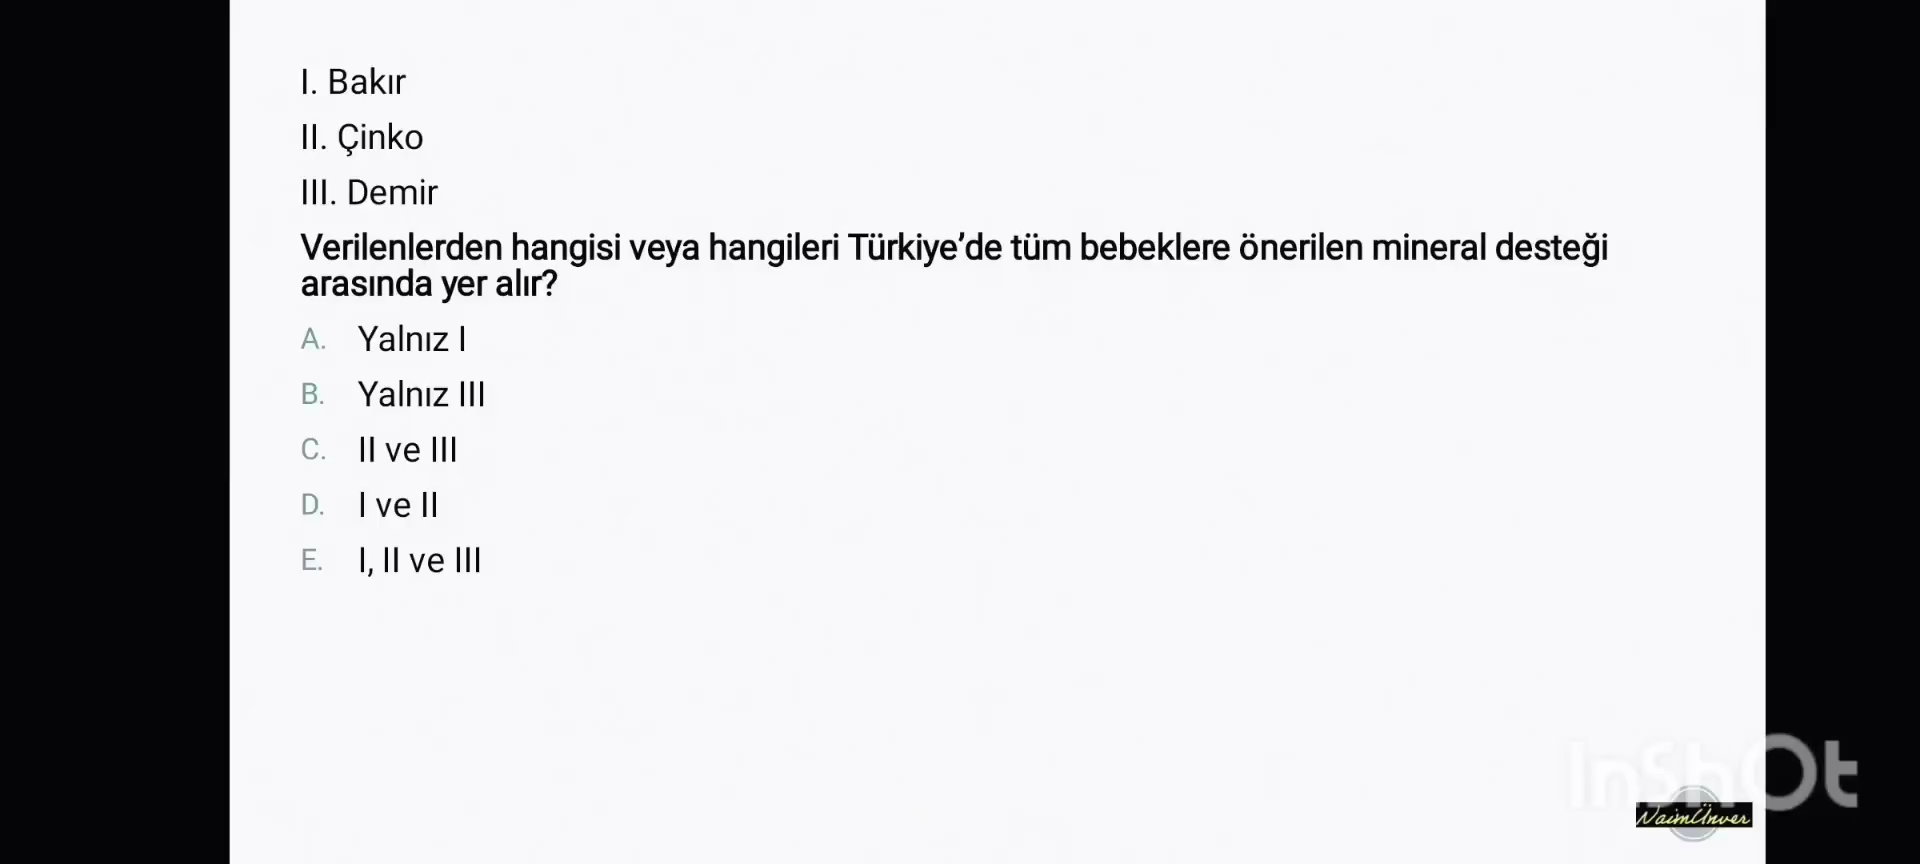 I. Bakır
II. Çinko
III. Demir
Verilenlerden hangisi veya hangileri Türkiye’de tüm bebeklere önerilen mineral desteği
arasında yer alır?
A. Yalnız I
B. Yalnız III
C. II ve III
D. I ve II
E. I, II ve III
InShOt
NaimÜnver